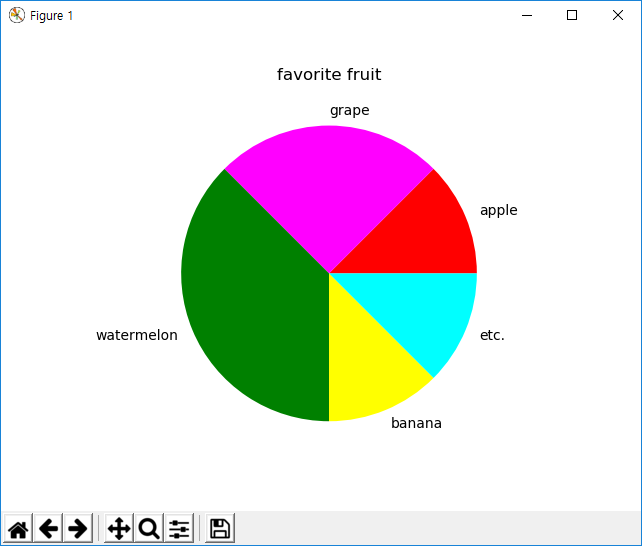 Figure 1
favorite fruit
grape
apple
watermelon
etc.
banana